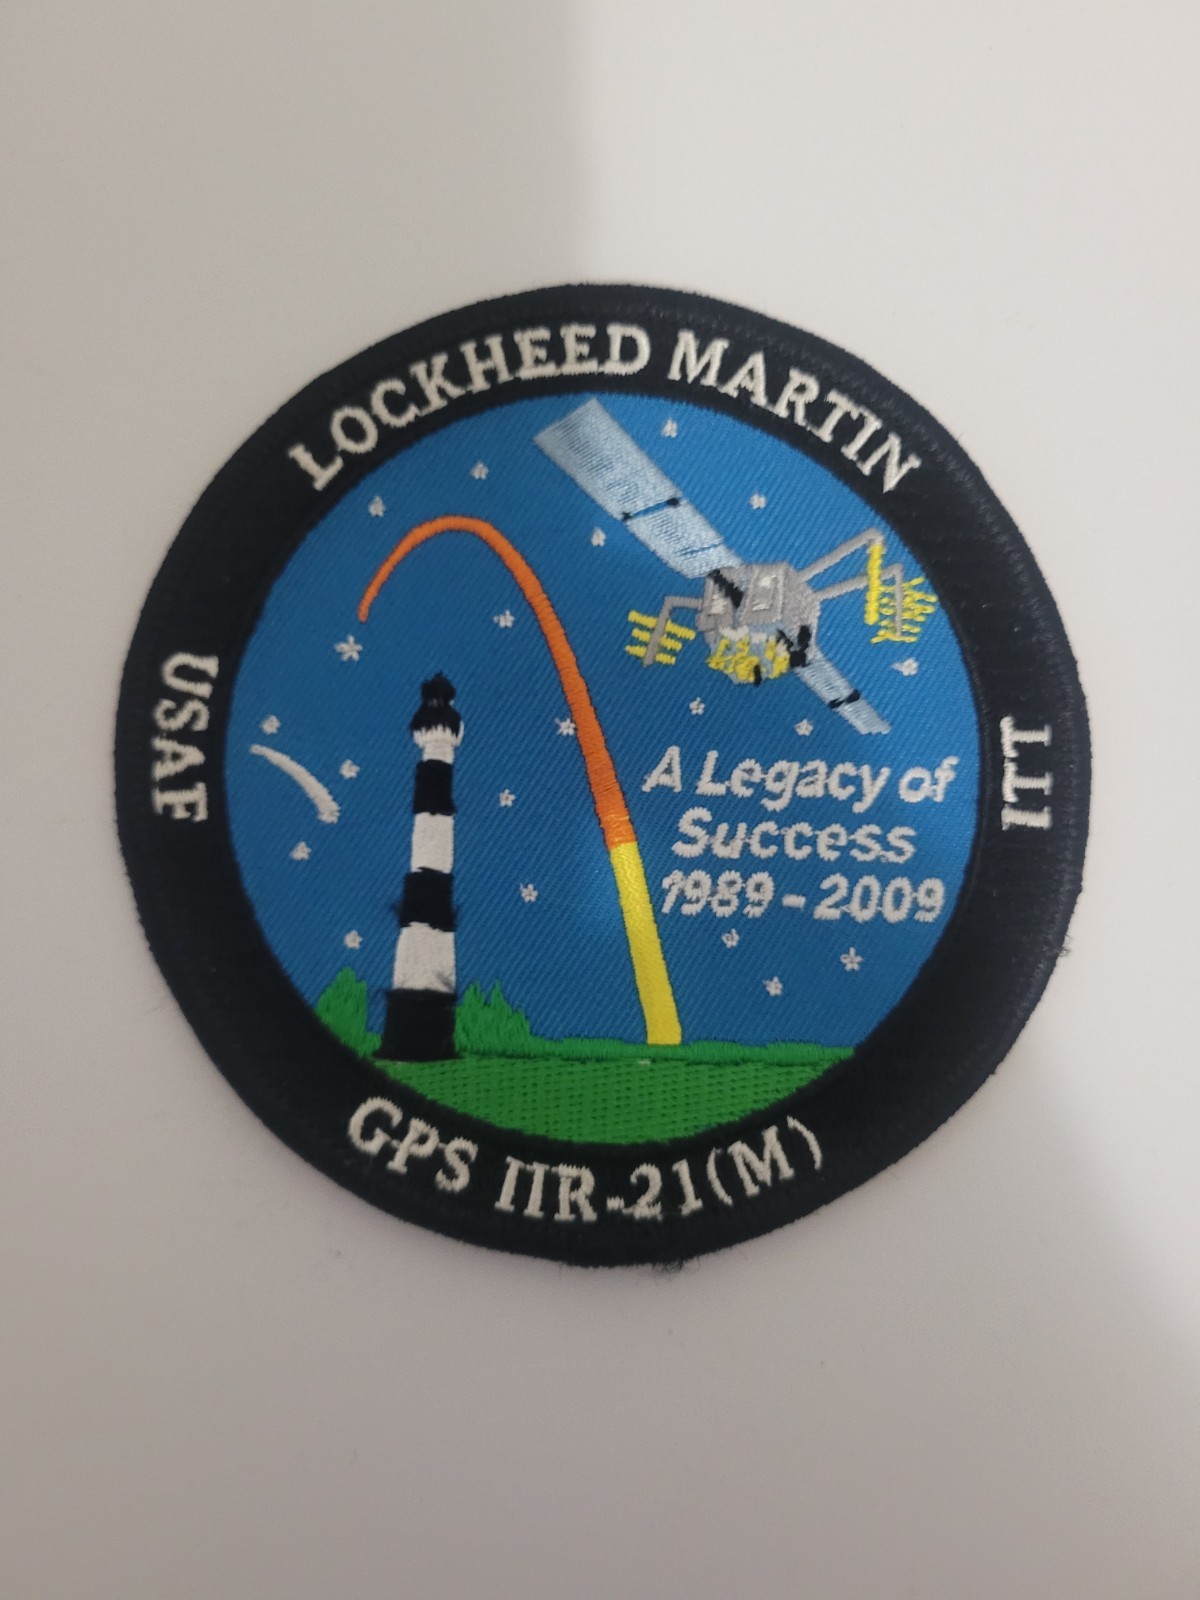 LOCKHEED MARTIN
USAF
ITT
A Legacy of
Success
1989-2009
GPS IIR-21(M)